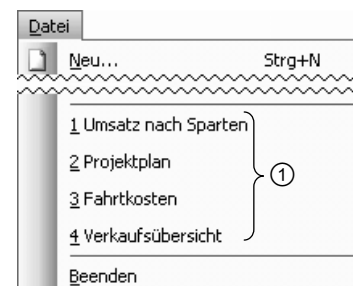 Datei
Neu... Strg+N
1 Umsatz nach Sparten
2 Projektplan
3 Fahrtkosten
4 Verkaufsübersicht
①
Beenden